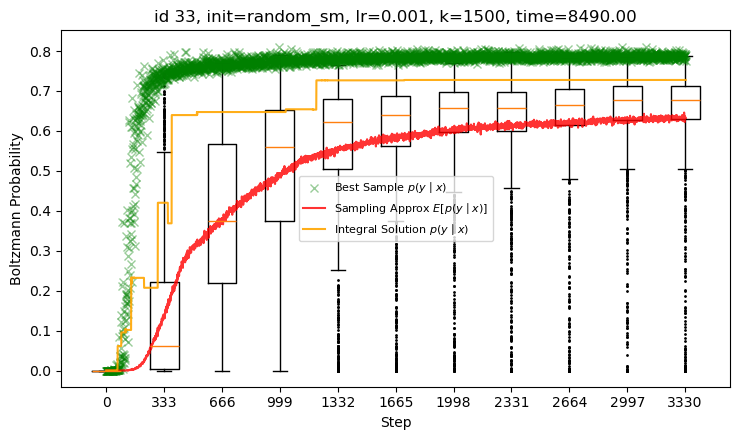 id 33, init=random_sm, lr=0.001, k=1500, time=8490.00
Boltzmann Probability
0.8
0.7
0.6
0.5
0.4
0.3
0.2
0.1
0.0
Best Sample p(y | x)
Sampling Approx E[p(y | x)]
Integral Solution p(y | x)
0 333 666 999 1332 1665 1998 2331 2664 2997 3330
Step